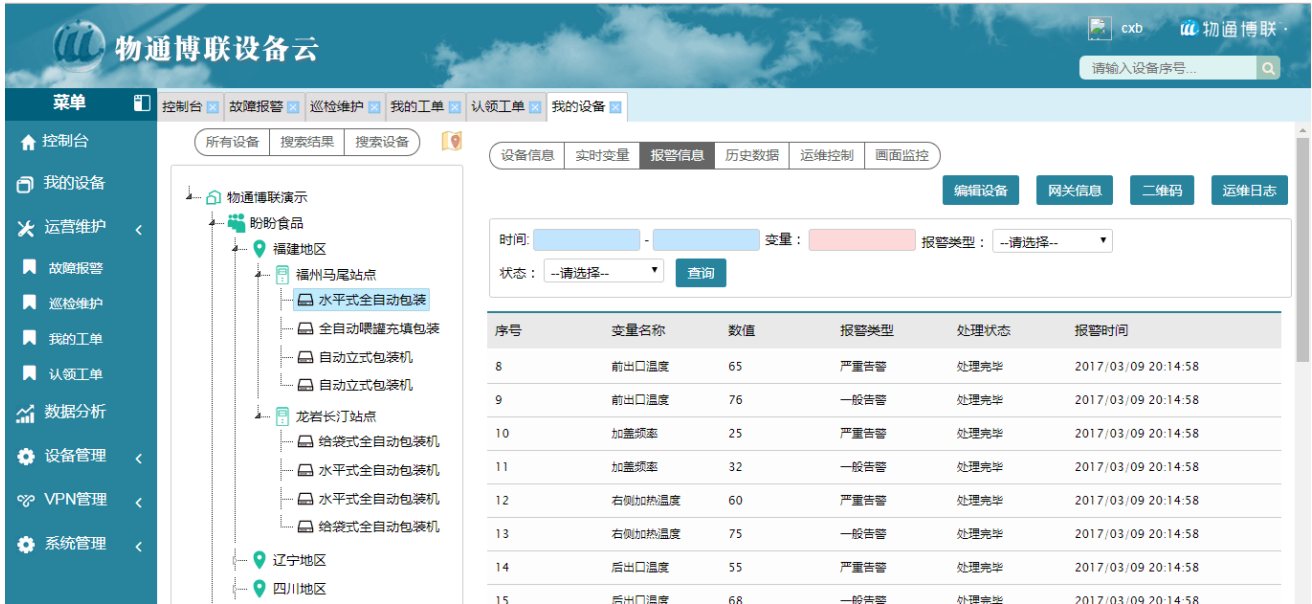 物通博联设备云
cxb 物通博联
请输入设备序号...
菜单
控制台 故障报警 巡检维护 我的工单 认领工单 我的设备
控制台
我的设备
运营维护
故障报警
巡检维护
我的工单
认领工单
数据分析
设备管理
VPN管理
系统管理
所有设备 搜索结果 搜索设备
物通博联演示
盼盼食品
福建地区
福州马尾站点
水平式全自动包装
全自动喂罐充填包装
自动立式包装机
自动立式包装机
龙岩长汀站点
给袋式全自动包装机
水平式全自动包装机
水平式全自动包装机
给袋式全自动包装机
辽宁地区
四川地区
设备信息 实时变量 报警信息 历史数据 运维控制 画面监控
编辑设备 网关信息 二维码 运维日志
时间: - 变量： 报警类型： --请选择--
状态： --请选择-- 查询
序号 变量名称 数值 报警类型 处理状态 报警时间
8 前出口温度 65 严重告警 处理完毕 2017/03/09 20:14:58
9 前出口温度 76 一般告警 处理完毕 2017/03/09 20:14:58
10 加盖频率 25 严重告警 处理完毕 2017/03/09 20:14:58
11 加盖频率 32 一般告警 处理完毕 2017/03/09 20:14:58
12 右侧加热温度 60 严重告警 处理完毕 2017/03/09 20:14:58
13 右侧加热温度 75 一般告警 处理完毕 2017/03/09 20:14:58
14 后出口温度 55 严重告警 处理完毕 2017/03/09 20:14:58
15 后出口温度 68 一般告警 处理完毕 2017/03/09 20:14:58